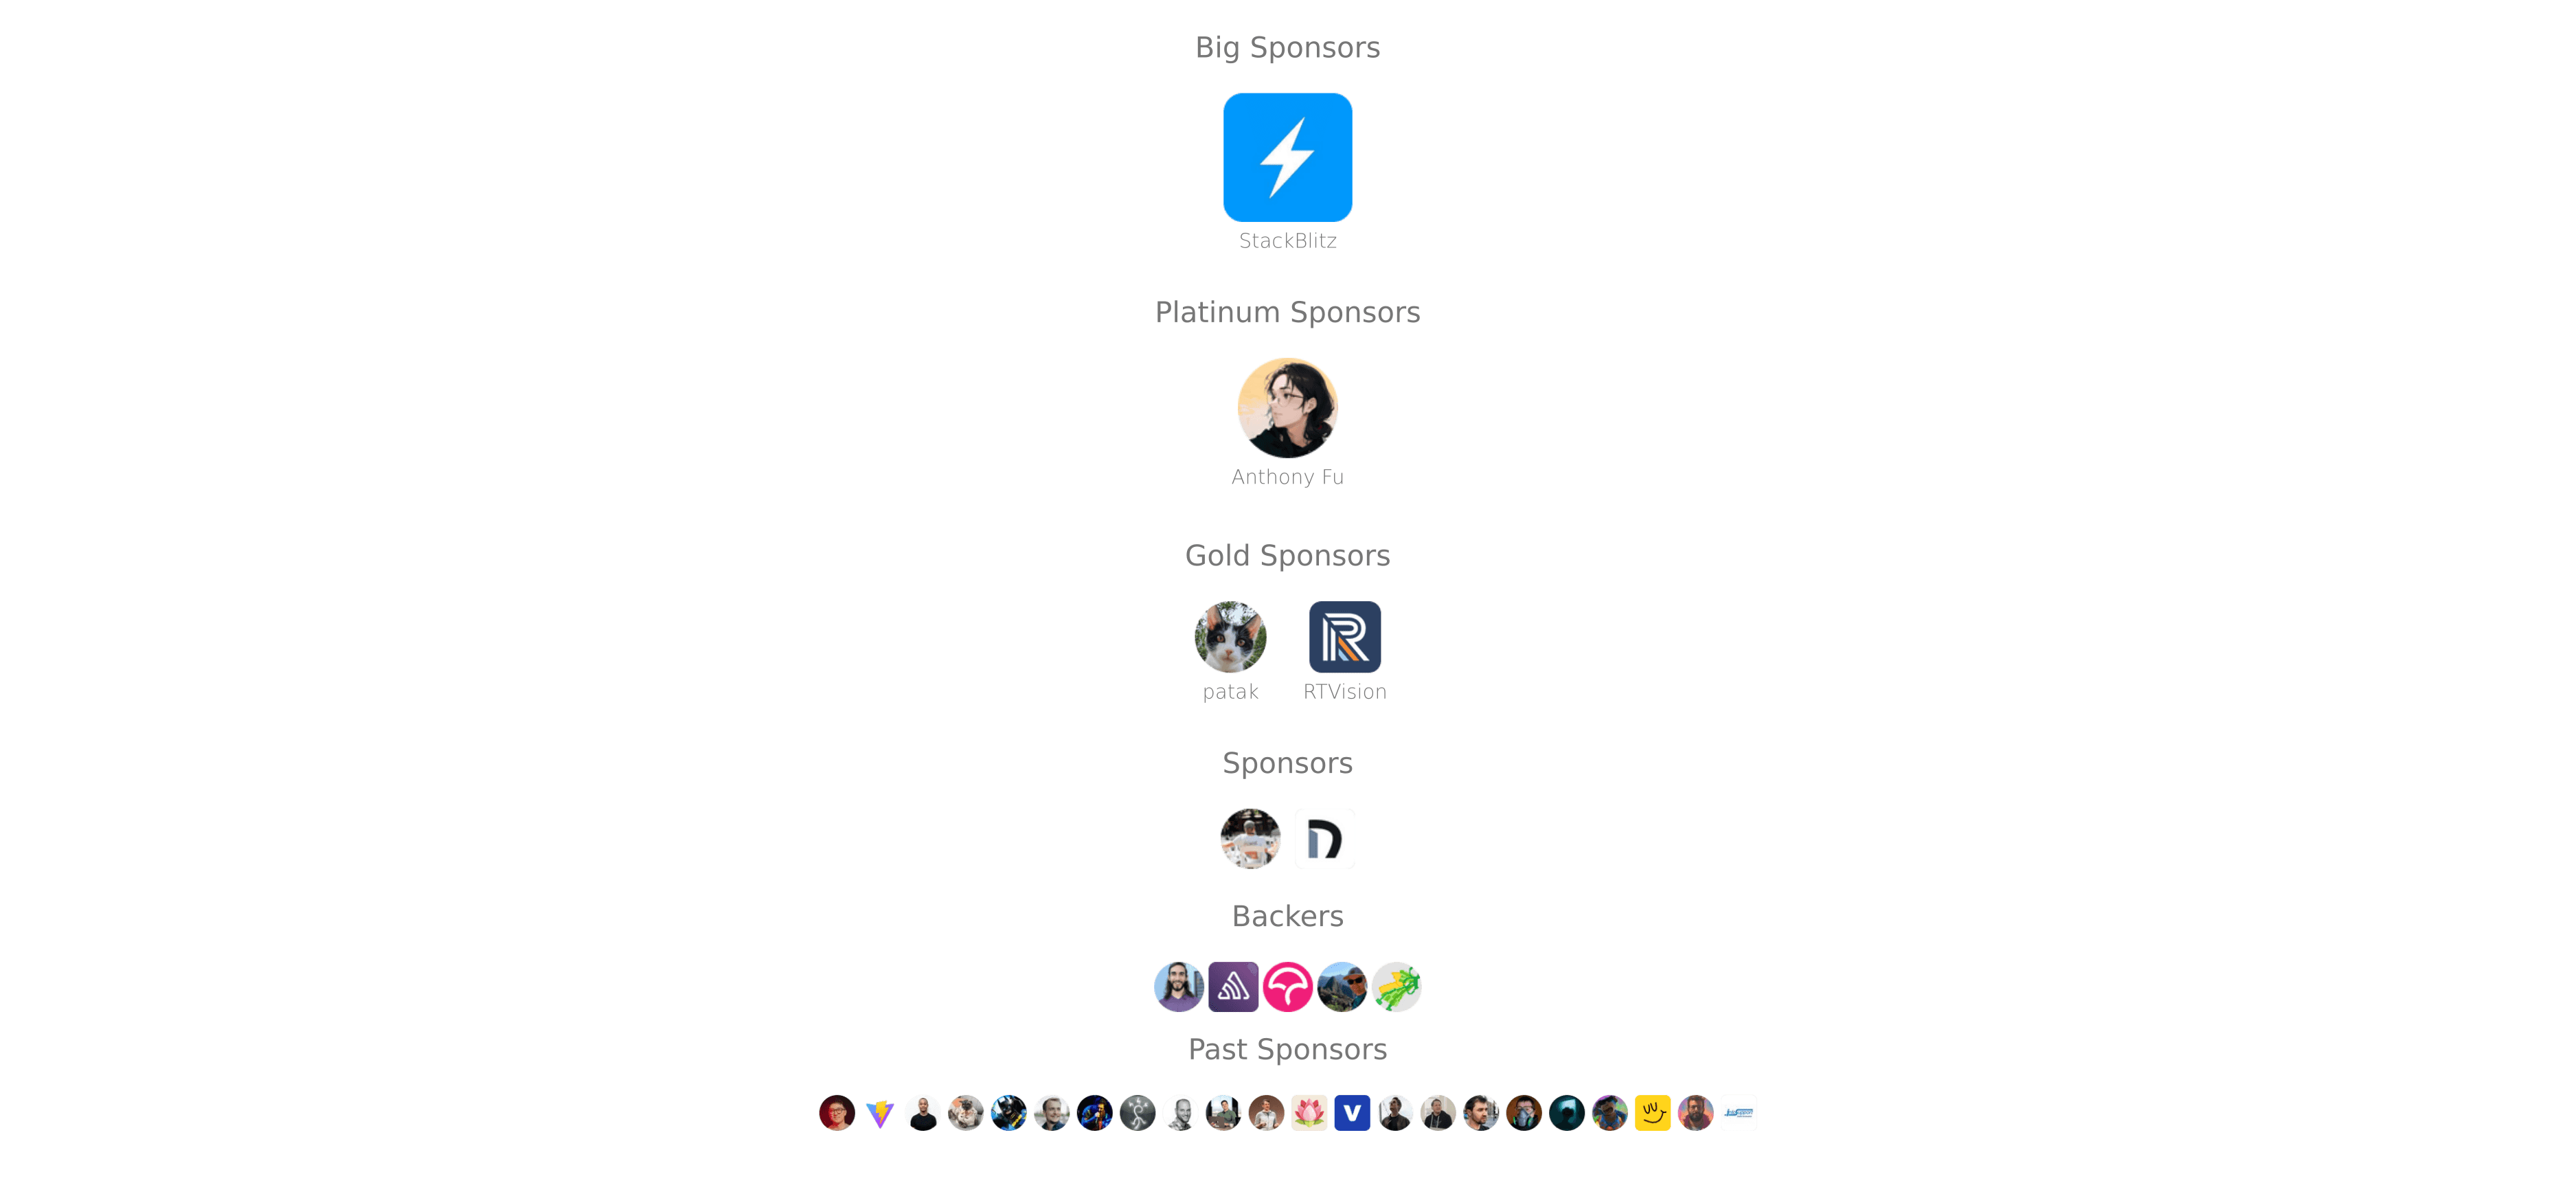 Big Sponsors
StackBlitz
Platinum Sponsors
Anthony Fu
Gold Sponsors
patak RTVision
Sponsors
Backers
Past Sponsors
V